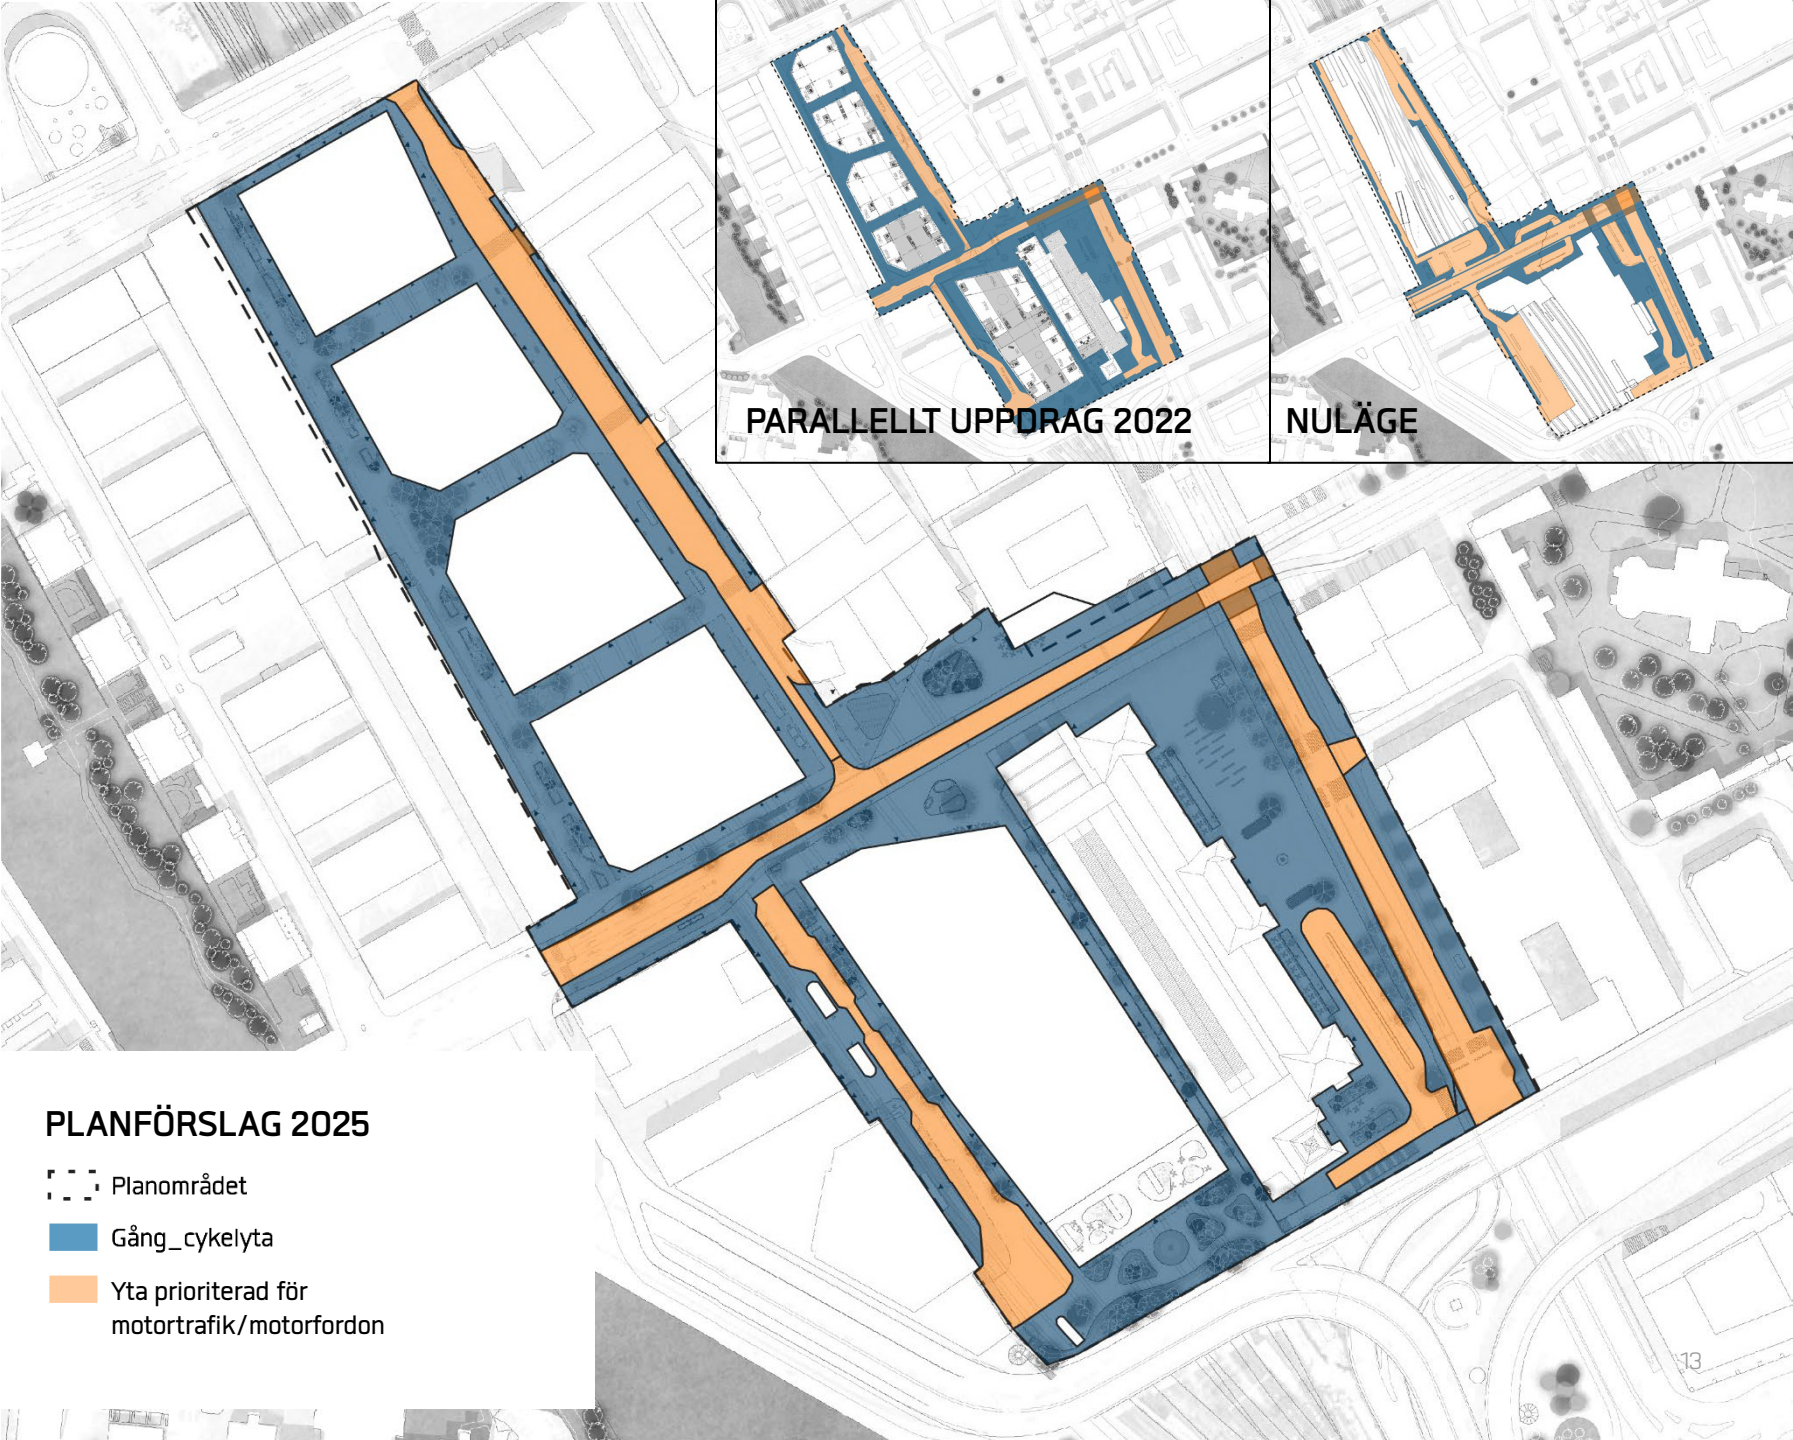 PARALLELLT UPPDRAG 2022
NULÄGE
PLANFÖRSLAG 2025
Planområdet
Gång_cykelyta
Yta prioriterad för
motortrafik/motorfordon
13